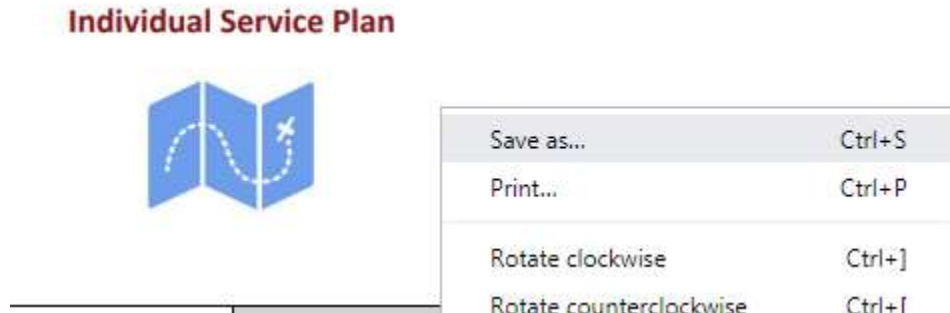 Individual Service Plan
Save as... Ctrl+S
Print... Ctrl+P
Rotate clockwise Ctrl+]
Rotate counterclockwise Ctrl+[